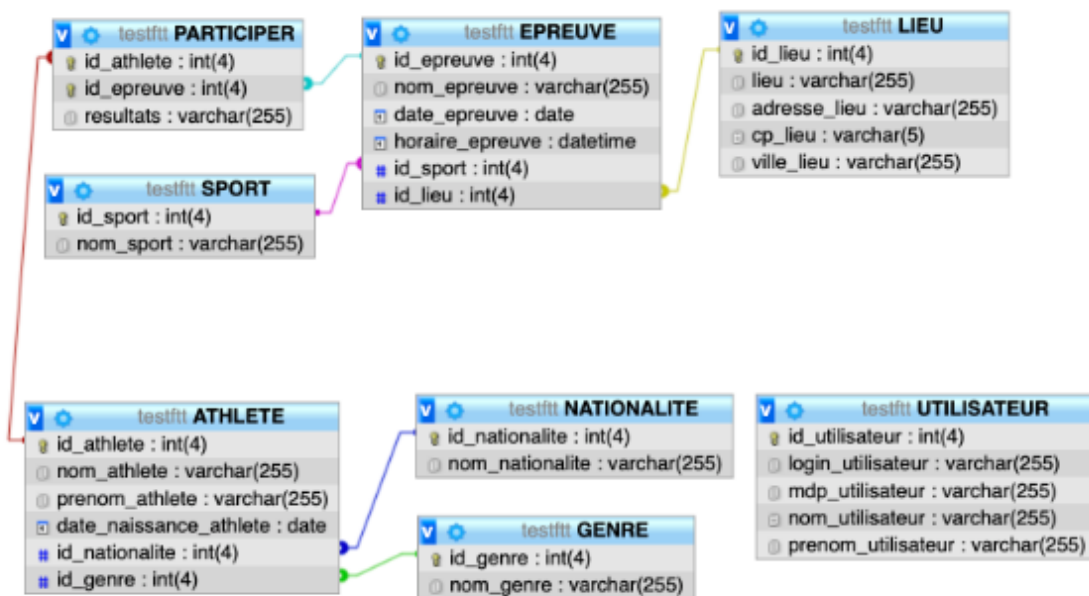 testftt PARTICIPER
id_athlete : int(4)
id_epreuve : int(4)
resultats : varchar(255)
testftt EPREUVE
id_epreuve : int(4)
nom_epreuve : varchar(255)
date_epreuve : date
horaire_epreuve : datetime
id_sport : int(4)
id_lieu : int(4)
testftt LIEU
id_lieu : int(4)
lieu : varchar(255)
adresse_lieu : varchar(255)
cp_lieu : varchar(5)
ville_lieu : varchar(255)
testftt SPORT
id_sport : int(4)
nom_sport : varchar(255)
testftt ATHLETE
id_athlete : int(4)
nom_athlete : varchar(255)
prenom_athlete : varchar(255)
date_naissance_athlete : date
id_nationalite : int(4)
id_genre : int(4)
testftt NATIONALITE
id_nationalite : int(4)
nom_nationalite : varchar(255)
testftt GENRE
id_genre : int(4)
nom_genre : varchar(255)
testftt UTILISATEUR
id_utilisateur : int(4)
login_utilisateur : varchar(255)
mdp_utilisateur : varchar(255)
nom_utilisateur : varchar(255)
prenom_utilisateur : varchar(255)